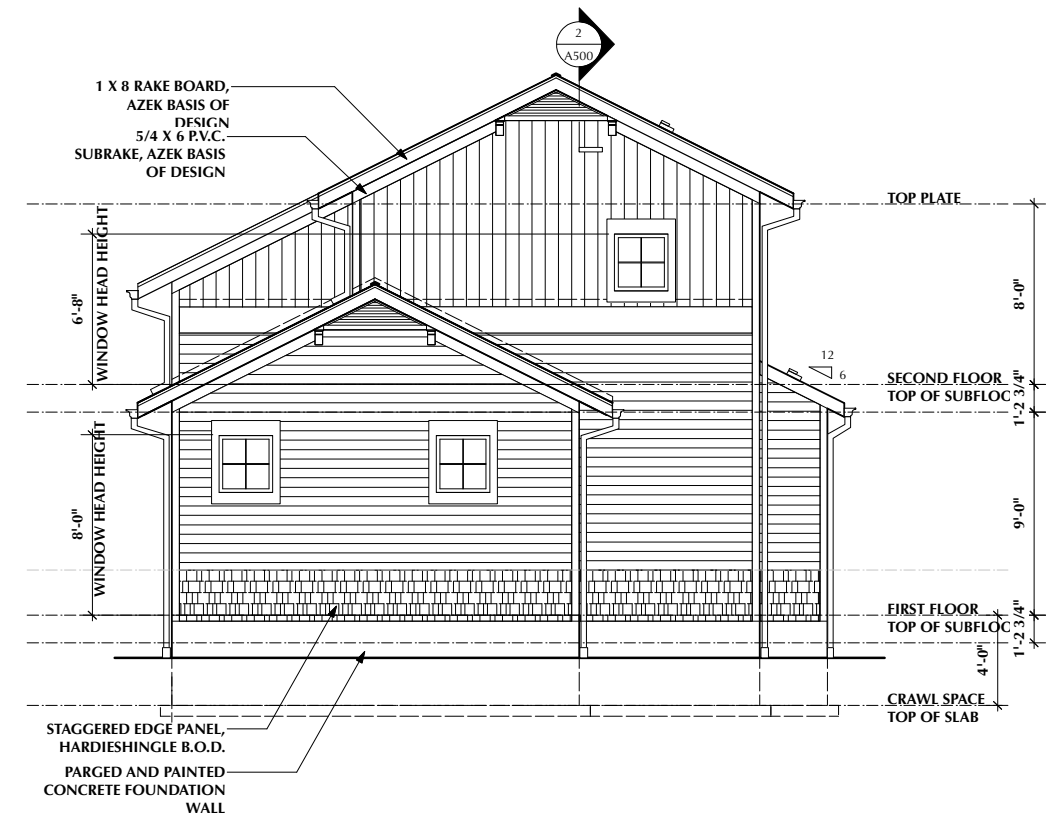 2
A500
1 X 8 RAKE BOARD,
AZEK BASIS OF
DESIGN
5/4 X 6 P.V.C.
SUBRAKE, AZEK BASIS
OF DESIGN
TOP PLATE
6'-8"
WINDOW HEAD HEIGHT
8'-0"
12
6
SECOND FLOOR
TOP OF SUBFLOC
1'-2 3/4"
8'-0"
WINDOW HEAD HEIGHT
9'-0"
FIRST FLOOR
TOP OF SUBFLOC
1'-2 3/4"
4'-0"
CRAWL SPACE
TOP OF SLAB
STAGGERED EDGE PANEL,
HARDIESHINGLE B.O.D.
PARGED AND PAINTED
CONCRETE FOUNDATION
WALL